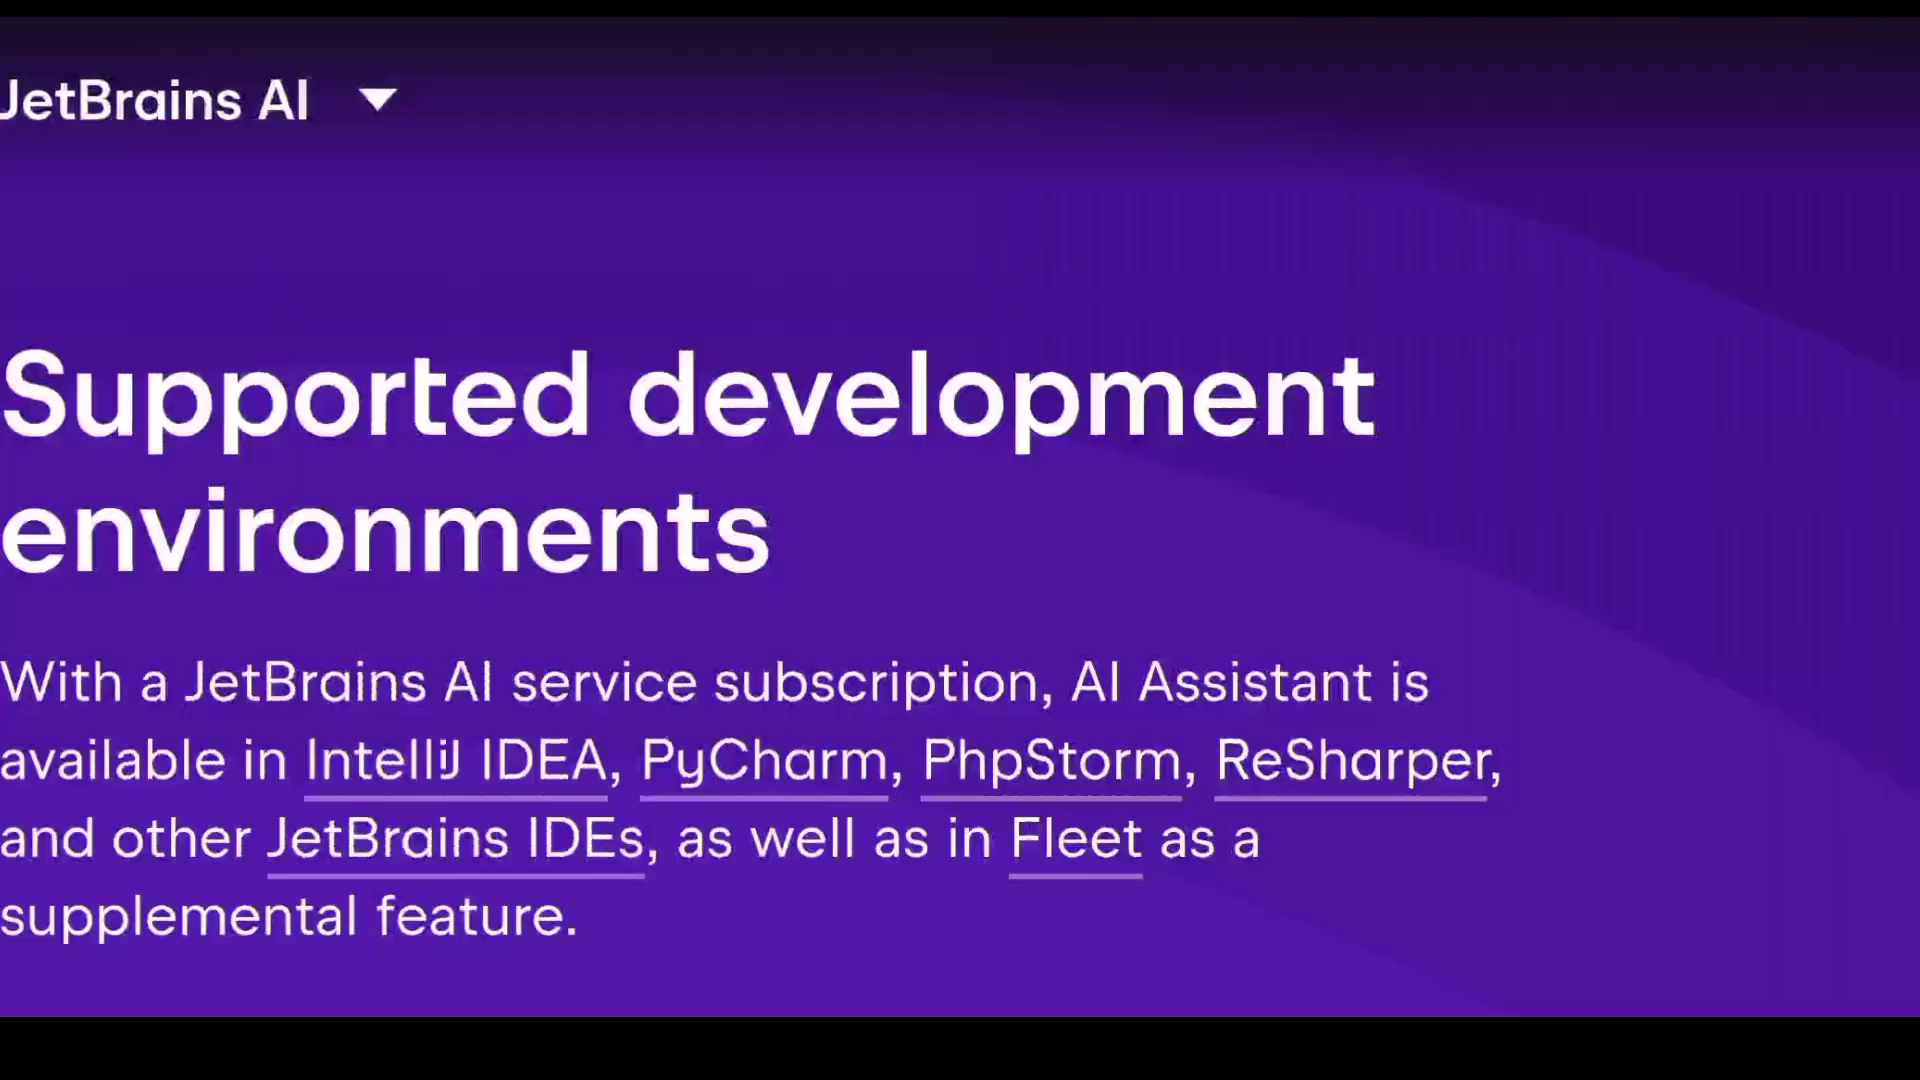 JetBrains AI
Supported development
environments
With a JetBrains AI service subscription, AI Assistant is
available in IntelliJ IDEA, PyCharm, PhpStorm, ReSharper,
and other JetBrains IDEs, as well as in Fleet as a
supplemental feature.